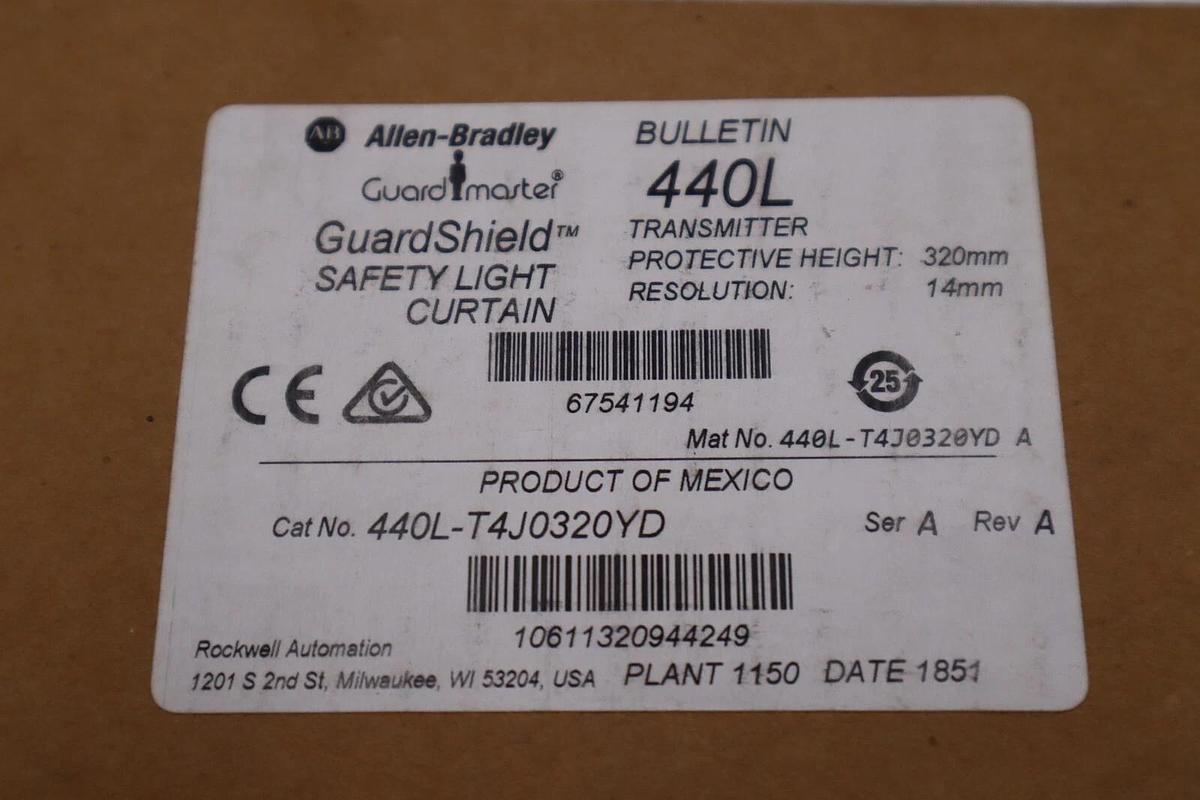 AB Allen-Bradley
Guardmaster®
GuardShield™
SAFETY LIGHT
CURTAIN
BULLETIN
440L
TRANSMITTER
PROTECTIVE HEIGHT: 320mm
RESOLUTION: 14mm
67541194
CE
25
Mat No. 440L-T4J0320YD A
PRODUCT OF MEXICO
Cat No. 440L-T4J0320YD Ser A Rev A
10611320944249
Rockwell Automation
1201 S 2nd St, Milwaukee, WI 53204, USA PLANT 1150 DATE 1851